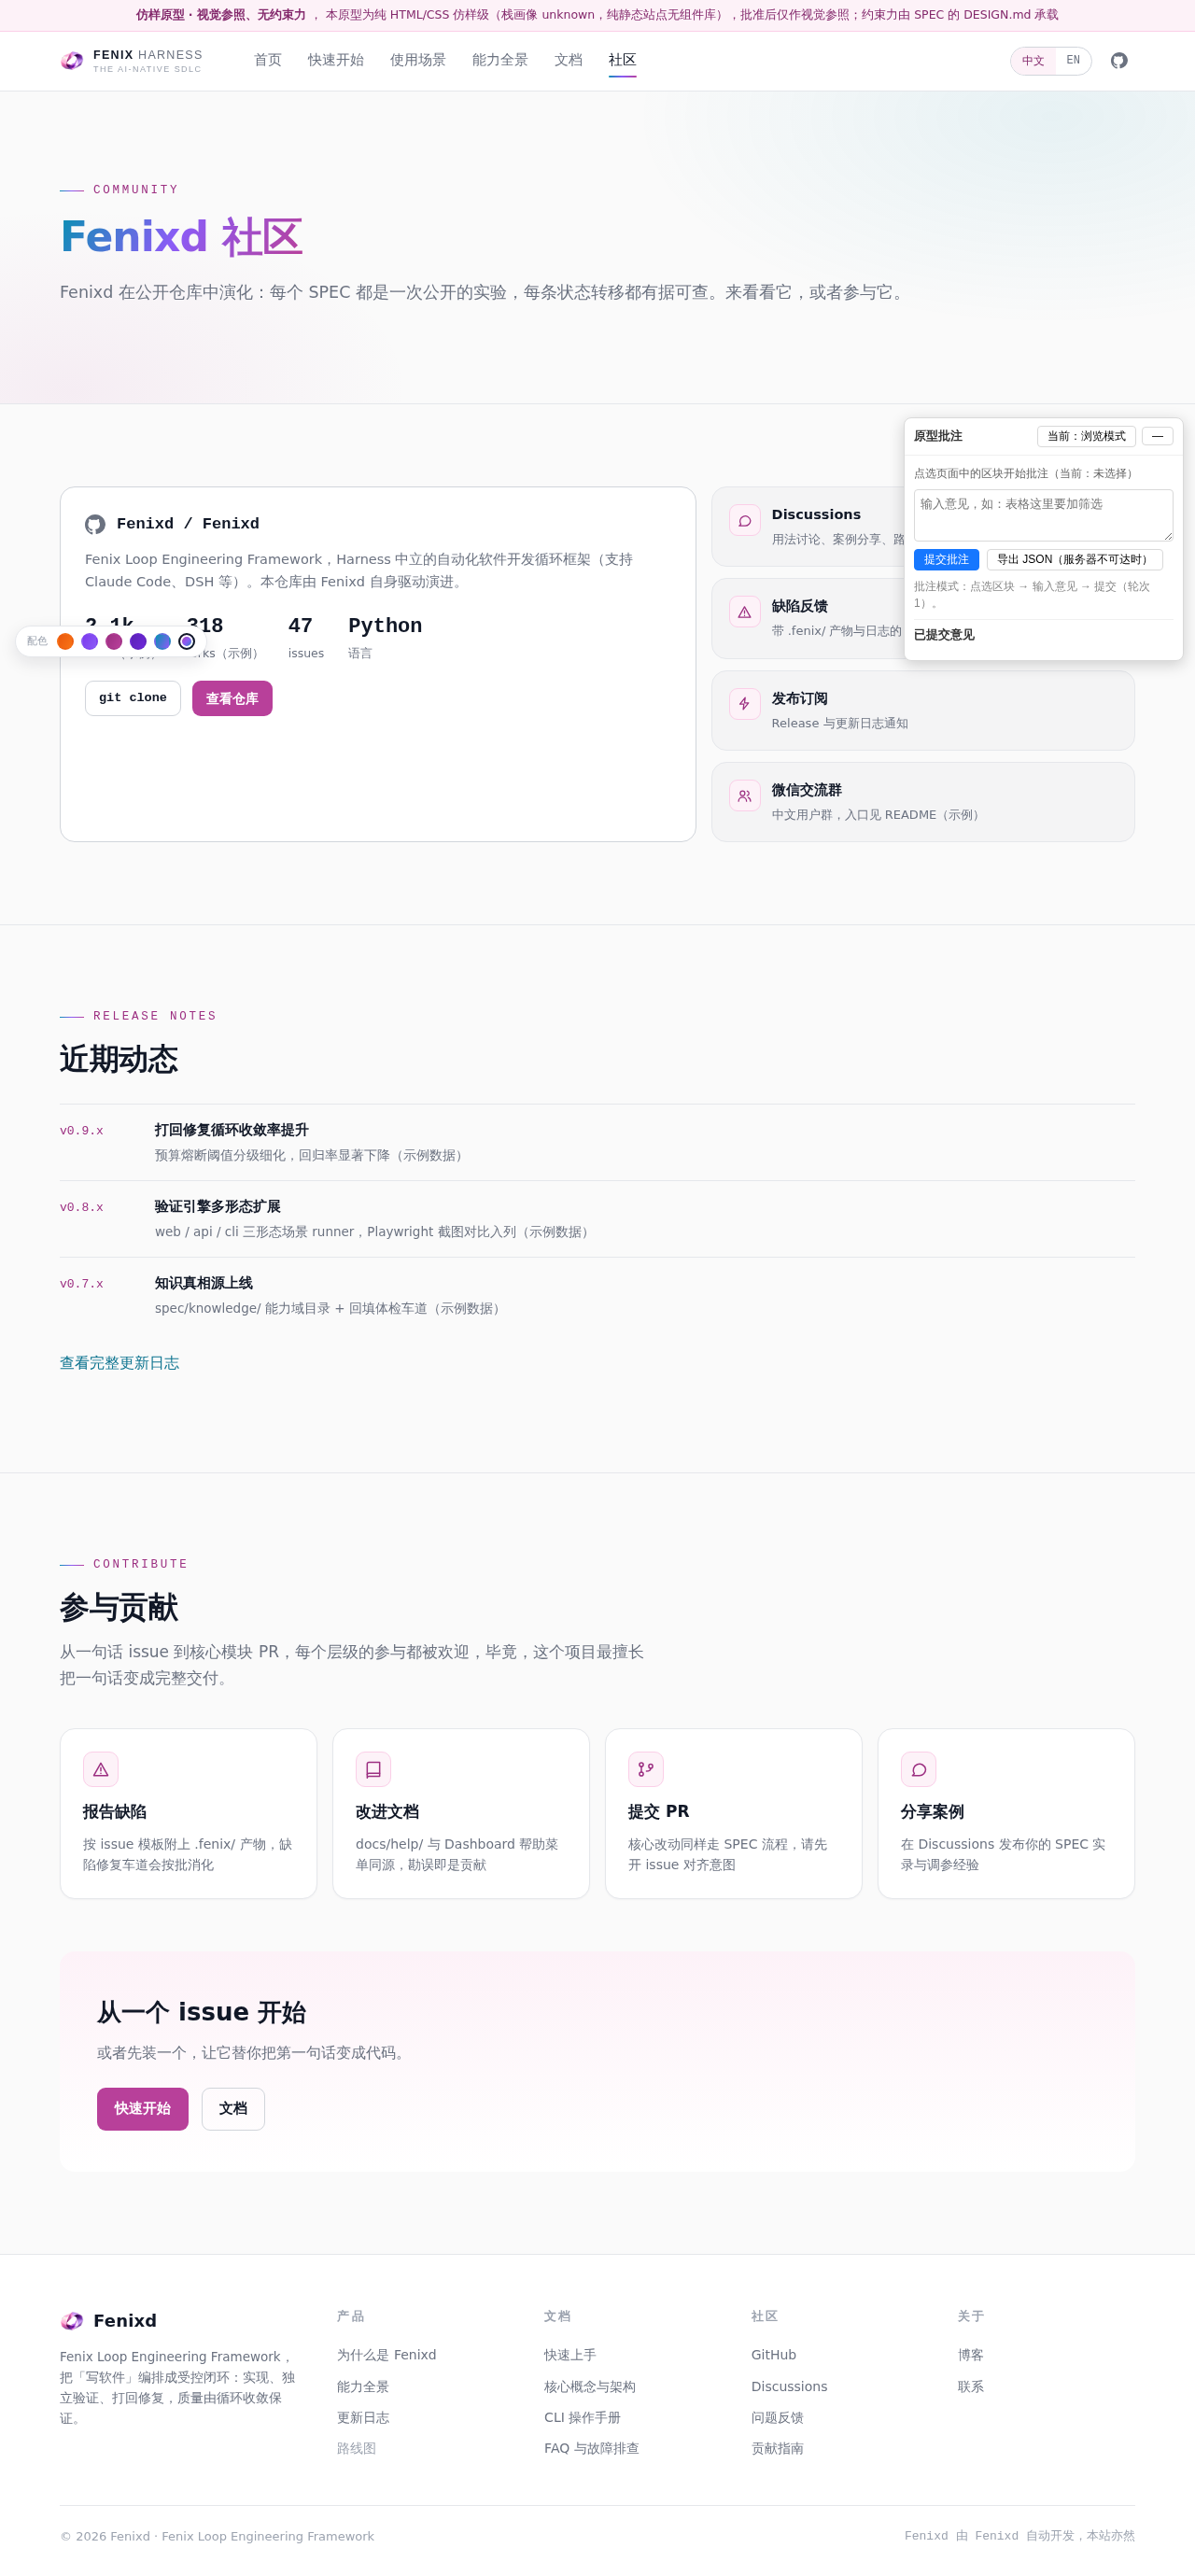 仿样原型 · 视觉参照、无约束力 ，本原型为纯 HTML/CSS 仿样级（栈画像 unknown，纯静态站点无组件库），批准后仅作视觉参照；约束力由 SPEC 的 DESIGN.md 承载
FENIX HARNESS
THE AI-NATIVE SDLC
首页 快速开始 使用场景 能力全景 文档 社区
中文 EN
COMMUNITY
Fenixd 社区
Fenixd 在公开仓库中演化：每个 SPEC 都是一次公开的实验，每条状态转移都有据可查。来看看它，或者参与它。
原型批注 当前：浏览模式 —
点选页面中的区块开始批注（当前：未选择）
输入意见，如：表格这里要加筛选
提交批注 导出 JSON（服务器不可达时）
批注模式：点选区块 → 输入意见 → 提交（轮次
1）。
已提交意见
Fenixd / Fenixd
Fenix Loop Engineering Framework，Harness 中立的自动化软件开发循环框架（支持
Claude Code、DSH 等）。本仓库由 Fenixd 自身驱动演进。
318 47 Python
（示例） issues 语言
配色
git clone 查看仓库
Discussions
用法讨论、案例分享、路
缺陷反馈
带 .fenix/ 产物与日志的
发布订阅
Release 与更新日志通知
微信交流群
中文用户群，入口见 README（示例）
RELEASE NOTES
近期动态
v0.9.x 打回修复循环收敛率提升
预算熔断阈值分级细化，回归率显著下降（示例数据）
v0.8.x 验证引擎多形态扩展
web / api / cli 三形态场景 runner，Playwright 截图对比入列（示例数据）
v0.7.x 知识真相源上线
spec/knowledge/ 能力域目录 + 回填体检车道（示例数据）
查看完整更新日志
CONTRIBUTE
参与贡献
从一句话 issue 到核心模块 PR，每个层级的参与都被欢迎，毕竟，这个项目最擅长
把一句话变成完整交付。
报告缺陷
按 issue 模板附上 .fenix/ 产物，缺
陷修复车道会按批消化
改进文档
docs/help/ 与 Dashboard 帮助菜
单同源，勘误即是贡献
提交 PR
核心改动同样走 SPEC 流程，请先
开 issue 对齐意图
分享案例
在 Discussions 发布你的 SPEC 实
录与调参经验
从一个 issue 开始
或者先装一个，让它替你把第一句话变成代码。
快速开始 文档
Fenixd
Fenix Loop Engineering Framework，
把「写软件」编排成受控闭环：实现、独
立验证、打回修复，质量由循环收敛保
证。
产品
为什么是 Fenixd
能力全景
更新日志
路线图
文档
快速上手
核心概念与架构
CLI 操作手册
FAQ 与故障排查
社区
GitHub
Discussions
问题反馈
贡献指南
关于
博客
联系
© 2026 Fenixd · Fenix Loop Engineering Framework
Fenixd 由 Fenixd 自动开发，本站亦然